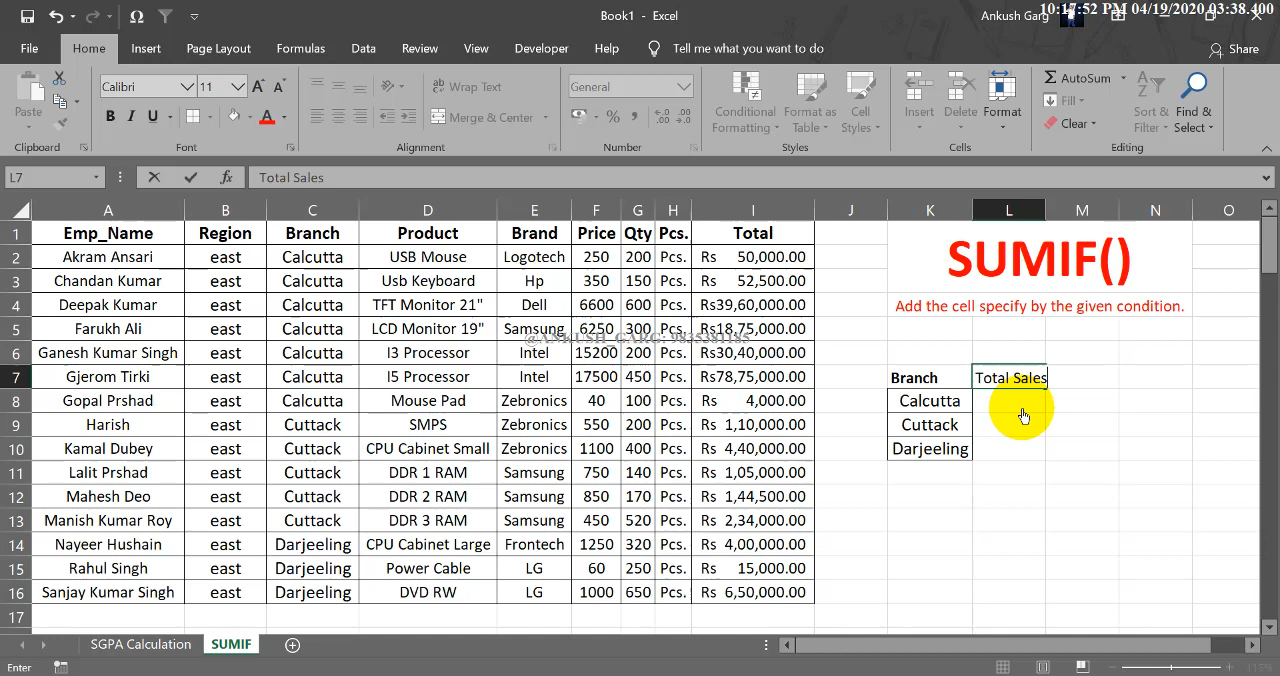 Book1 - Excel
Ankush Garg
10:17:52 PM 04/19/2020 03:38.400
File Home Insert Page Layout Formulas Data Review View Developer Help Tell me what you want to do Share
Paste
Clipboard
Calibri 11
B I U
Font
Wrap Text
Merge & Center
Alignment
General
Number
Conditional Formatting
Format as Table
Cell Styles
Styles
Insert Delete Format
Cells
AutoSum
Fill
Clear
Sort & Filter
Find & Select
Editing
L7 fx Total Sales
A B C D E F G H I J K L M N O
1 Emp_Name Region Branch Product Brand Price Qty Pcs. Total
2 Akram Ansari east Calcutta USB Mouse Logotech 250 200 Pcs. Rs 50,000.00
3 Chandan Kumar east Calcutta Usb Keyboard Hp 350 150 Pcs. Rs 52,500.00
4 Deepak Kumar east Calcutta TFT Monitor 21" Dell 6600 600 Pcs. Rs39,60,000.00
5 Farukh Ali east Calcutta LCD Monitor 19" Samsung 6250 300 Pcs. Rs18,75,000.00
@ANKUSH_GARG: 9835281185
6 Ganesh Kumar Singh east Calcutta I3 Processor Intel 15200 200 Pcs. Rs30,40,000.00
7 Gjerom Tirki east Calcutta I5 Processor Intel 17500 450 Pcs. Rs78,75,000.00
8 Gopal Prshad east Calcutta Mouse Pad Zebronics 40 100 Pcs. Rs 4,000.00
9 Harish east Cuttack SMPS Zebronics 550 200 Pcs. Rs 1,10,000.00
10 Kamal Dubey east Cuttack CPU Cabinet Small Zebronics 1100 400 Pcs. Rs 4,40,000.00
11 Lalit Prshad east Cuttack DDR 1 RAM Samsung 750 140 Pcs. Rs 1,05,000.00
12 Mahesh Deo east Cuttack DDR 2 RAM Samsung 850 170 Pcs. Rs 1,44,500.00
13 Manish Kumar Roy east Cuttack DDR 3 RAM Samsung 450 520 Pcs. Rs 2,34,000.00
14 Nayeer Hushain east Darjeeling CPU Cabinet Large Frontech 1250 320 Pcs. Rs 4,00,000.00
15 Rahul Singh east Darjeeling Power Cable LG 60 250 Pcs. Rs 15,000.00
16 Sanjay Kumar Singh east Darjeeling DVD RW LG 1000 650 Pcs. Rs 6,50,000.00
17
SUMIF()
Add the cell specify by the given condition.
Branch Total Sales
Calcutta
Cuttack
Darjeeling
SGPA Calculation SUMIF
Enter
115%